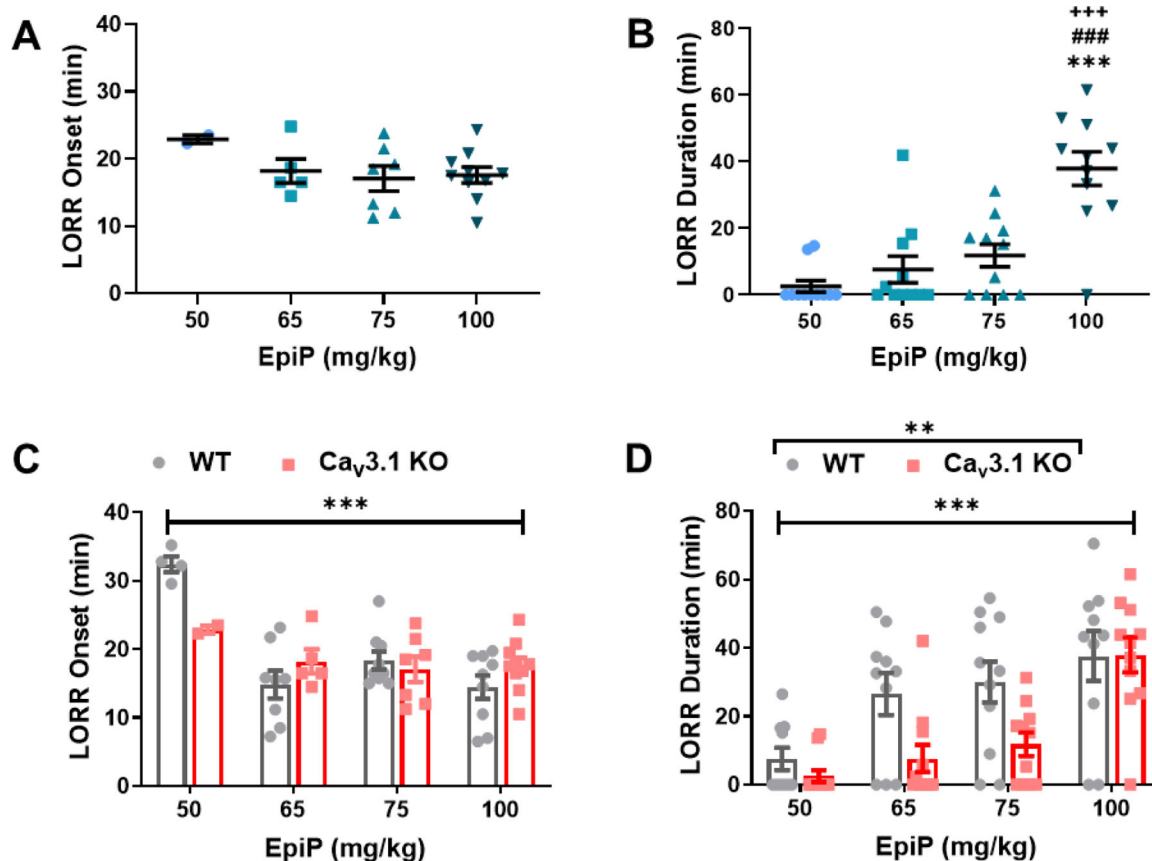 A
LORR Onset (min)
40
30
20
10
0
50 65 75 100
EpiP (mg/kg)
B
LORR Duration (min)
+++
###
***
80
60
40
20
0
50 65 75 100
EpiP (mg/kg)
C
WT Caᵥ3.1 KO
***
LORR Onset (min)
40
30
20
10
0
50 65 75 100
EpiP (mg/kg)
D
**
WT Caᵥ3.1 KO
***
LORR Duration (min)
80
60
40
20
0
50 65 75 100
EpiP (mg/kg)